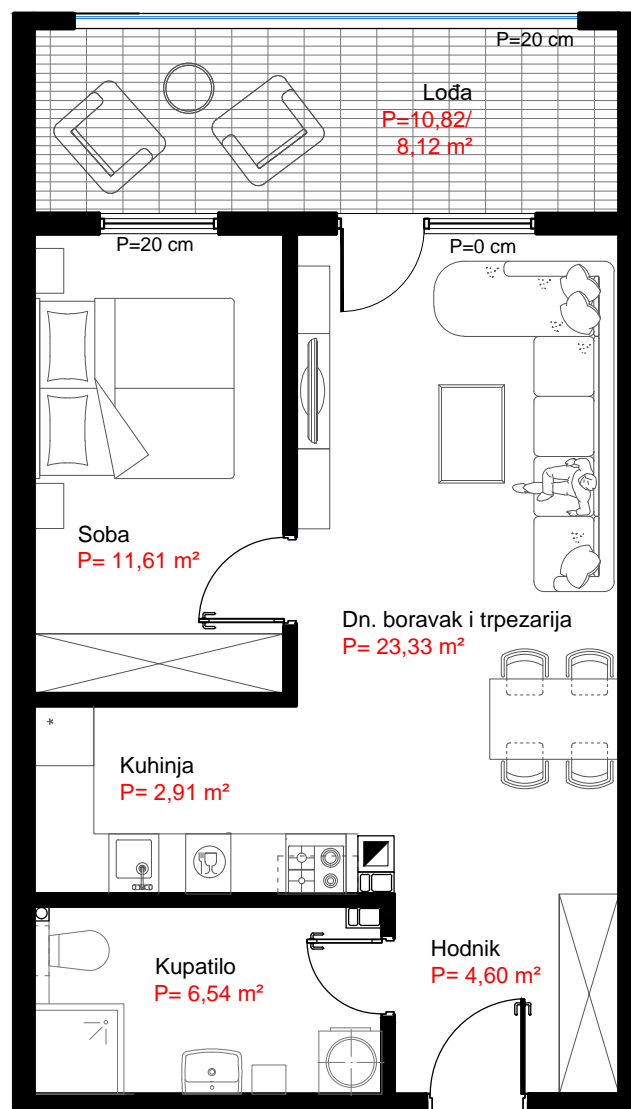 P=20 cm
Lođa
P=10,82/
8,12 m²
P=20 cm
P=0 cm
Soba
P= 11,61 m²
Dn. boravak i trpezarija
P= 23,33 m²
*
Kuhinja
P= 2,91 m²
Kupatilo
P= 6,54 m²
Hodnik
P= 4,60 m²